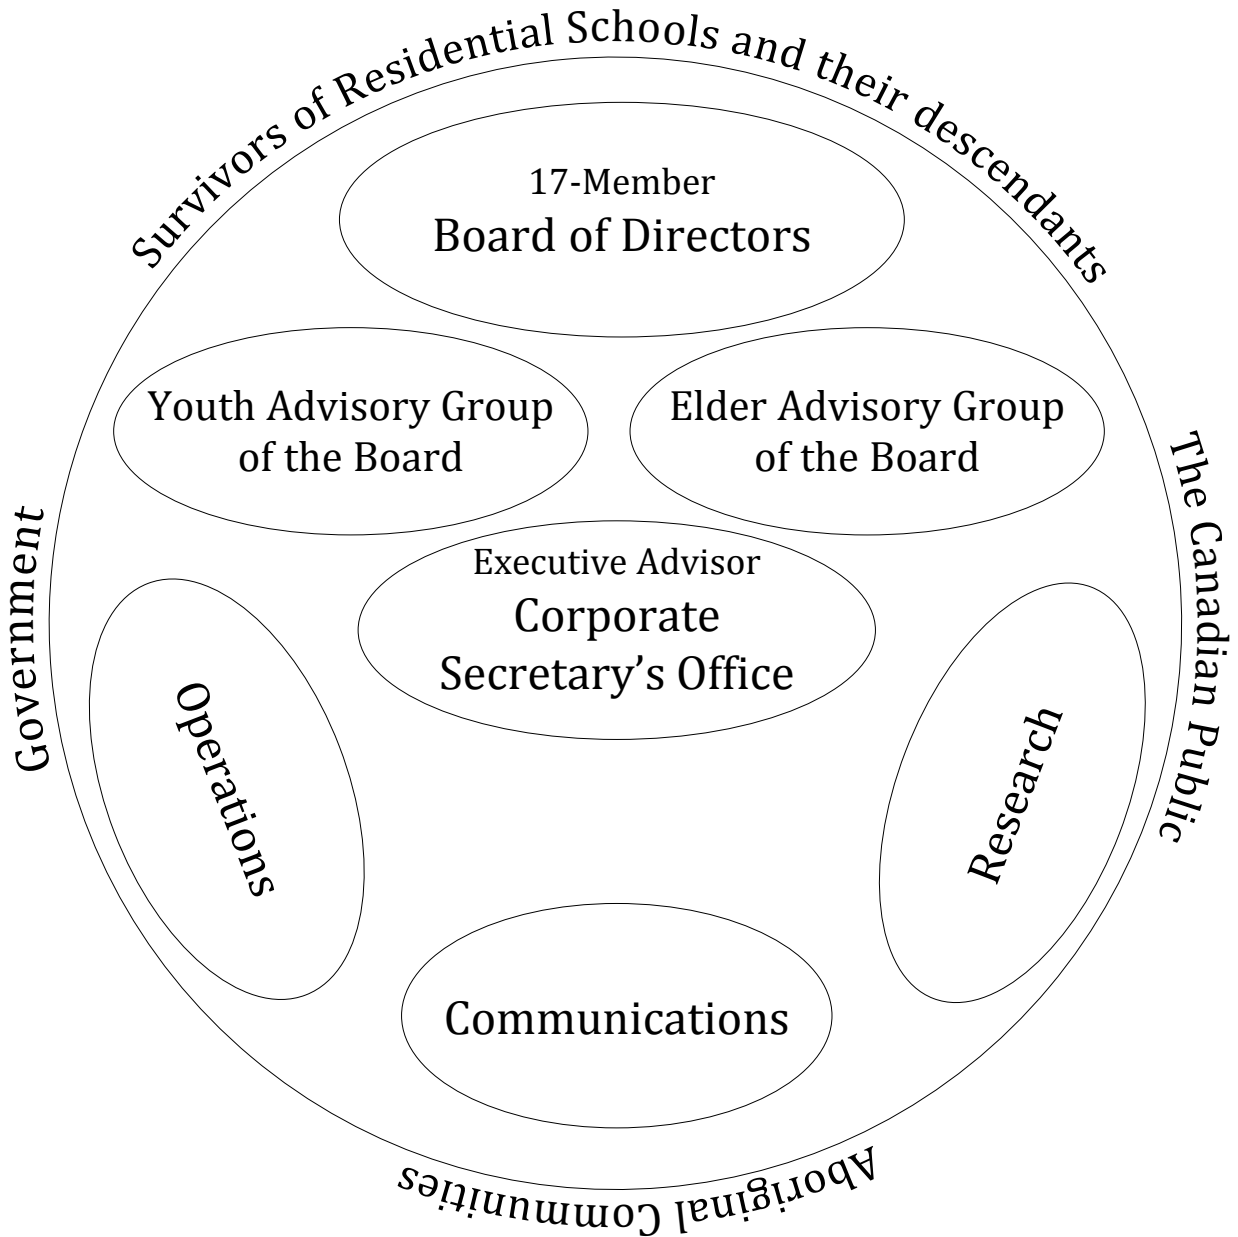 Survivors of Residential Schools and their descendants
17-Member
Board of Directors
Youth Advisory Group
of the Board
Elder Advisory Group
of the Board
Executive Advisor
Corporate
Secretary’s Office
Government
The Canadian Public
Operations
Research
Communications
Aboriginal Communities